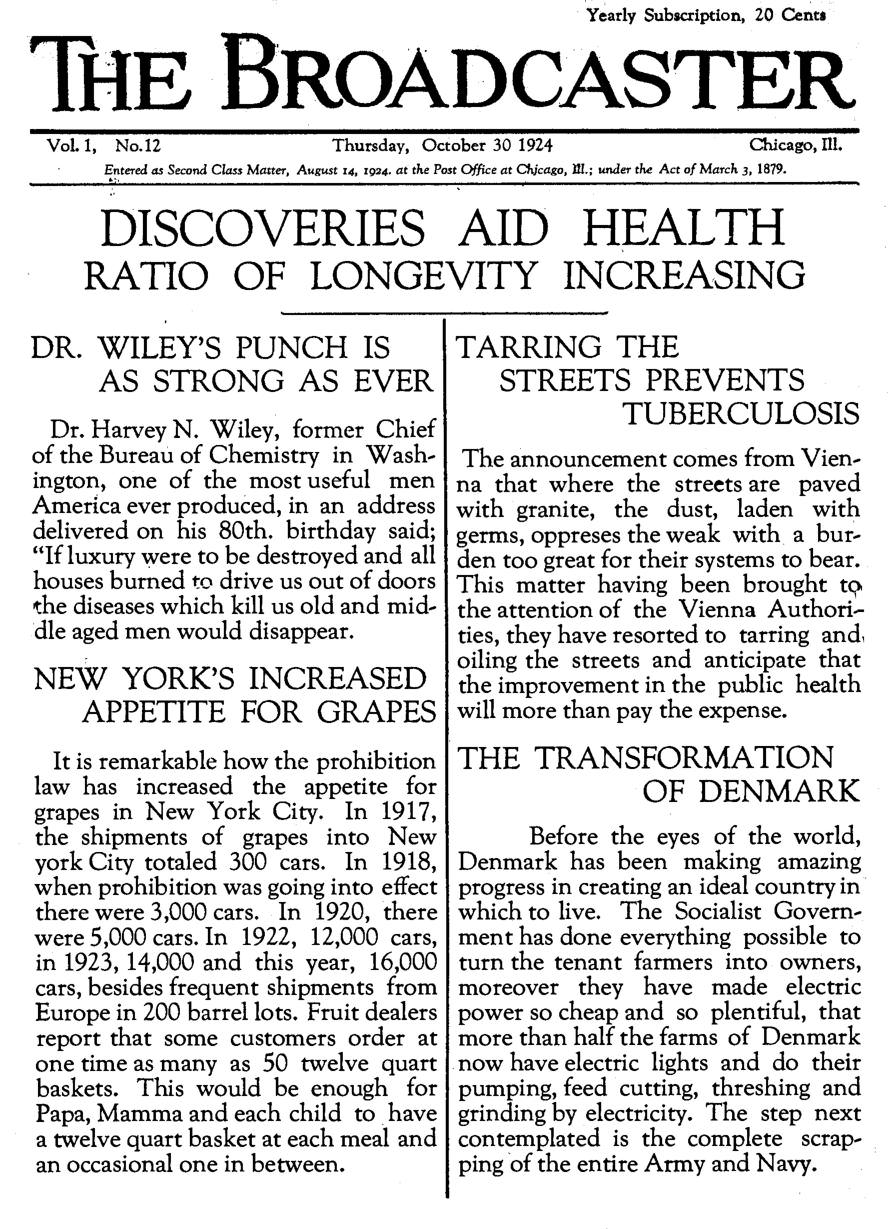 Yearly Subscription, 20 Cents
THE BROADCASTER
Vol. 1, No. 12 Thursday, October 30 1924 Chicago, Ill.
Entered as Second Class Matter, August 14, 1924. at the Post Office at Chicago, Ill.; under the Act of March 3, 1879.
DISCOVERIES AID HEALTH
RATIO OF LONGEVITY INCREASING
DR. WILEY'S PUNCH IS
AS STRONG AS EVER
Dr. Harvey N. Wiley, former Chief
of the Bureau of Chemistry in Wash-
ington, one of the most useful men
America ever produced, in an address
delivered on his 80th. birthday said;
"If luxury were to be destroyed and all
houses burned to drive us out of doors
the diseases which kill us old and mid-
dle aged men would disappear.
NEW YORK'S INCREASED
APPETITE FOR GRAPES
It is remarkable how the prohibition
law has increased the appetite for
grapes in New York City. In 1917,
the shipments of grapes into New
york City totaled 300 cars. In 1918,
when prohibition was going into effect
there were 3,000 cars. In 1920, there
were 5,000 cars. In 1922, 12,000 cars,
in 1923, 14,000 and this year, 16,000
cars, besides frequent shipments from
Europe in 200 barrel lots. Fruit dealers
report that some customers order at
one time as many as 50 twelve quart
baskets. This would be enough for
Papa, Mamma and each child to have
a twelve quart basket at each meal and
an occasional one in between.
TARRING THE
STREETS PREVENTS
TUBERCULOSIS
The announcement comes from Vien-
na that where the streets are paved
with granite, the dust, laden with
germs, oppreses the weak with a bur-
den too great for their systems to bear.
This matter having been brought to
the attention of the Vienna Authori-
ties, they have resorted to tarring and
oiling the streets and anticipate that
the improvement in the public health
will more than pay the expense.
THE TRANSFORMATION
OF DENMARK
Before the eyes of the world,
Denmark has been making amazing
progress in creating an ideal country in
which to live. The Socialist Govern-
ment has done everything possible to
turn the tenant farmers into owners,
moreover they have made electric
power so cheap and so plentiful, that
more than half the farms of Denmark
now have electric lights and do their
pumping, feed cutting, threshing and
grinding by electricity. The step next
contemplated is the complete scrap-
ping of the entire Army and Navy.